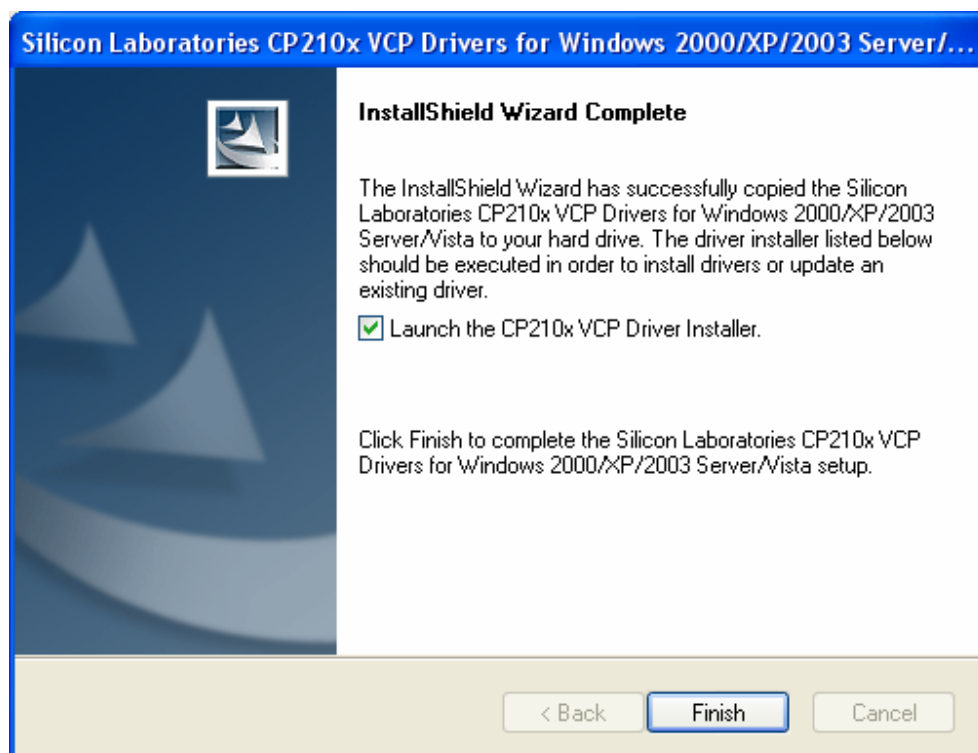 Silicon Laboratories CP210x VCP Drivers for Windows 2000/XP/2003 Server/...
InstallShield Wizard Complete
The InstallShield Wizard has successfully copied the Silicon
Laboratories CP210x VCP Drivers for Windows 2000/XP/2003
Server/Vista to your hard drive. The driver installer listed below
should be executed in order to install drivers or update an
existing driver.
Launch the CP210x VCP Driver Installer.
Click Finish to complete the Silicon Laboratories CP210x VCP
Drivers for Windows 2000/XP/2003 Server/Vista setup.
< Back Finish Cancel